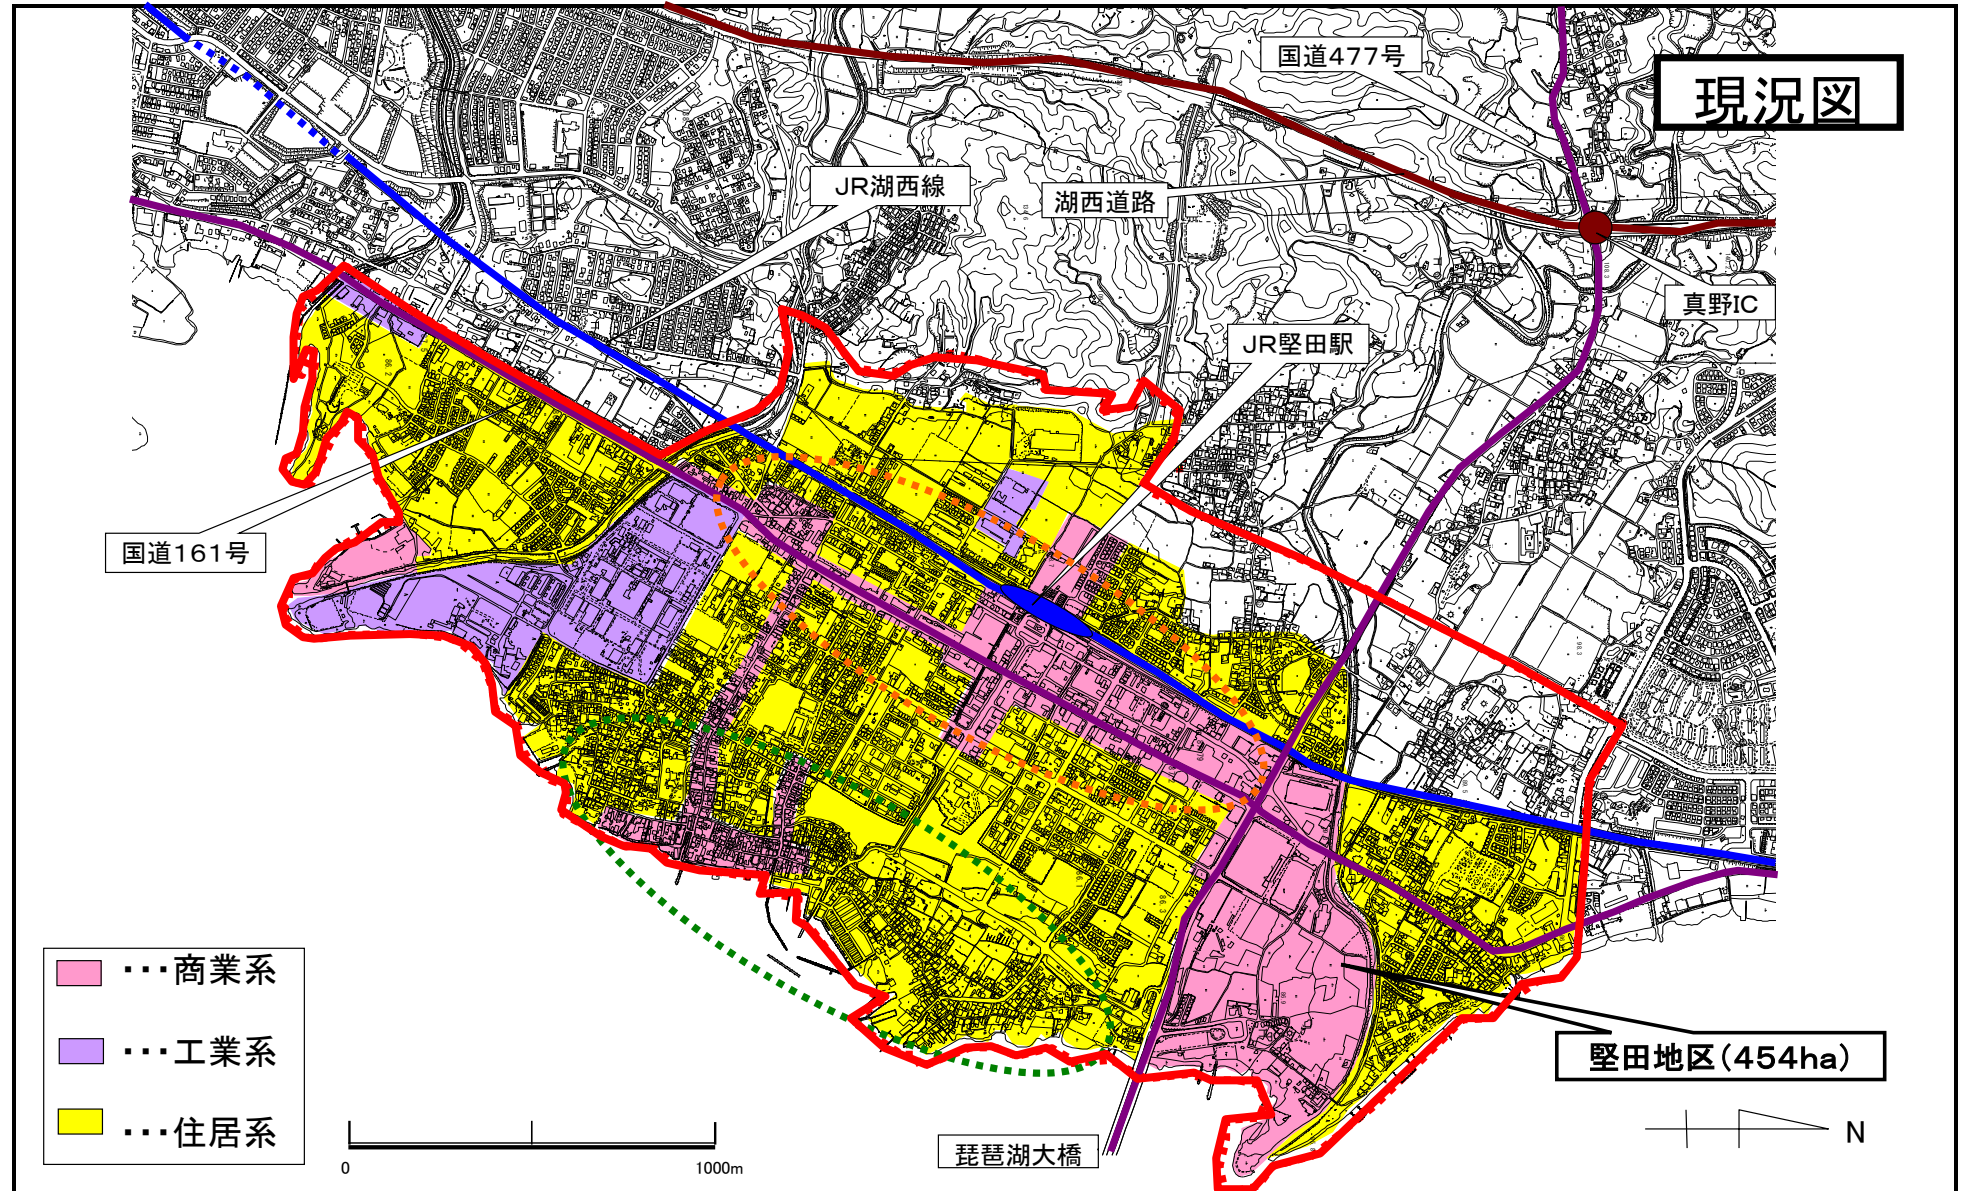 国道477号
現況図
JR湖西線
湖西道路
真野IC
JR堅田駅
国道161号
堅田地区(454ha)
琵琶湖大橋
N
・・・商業系
・・・工業系
・・・住居系
0
1000m